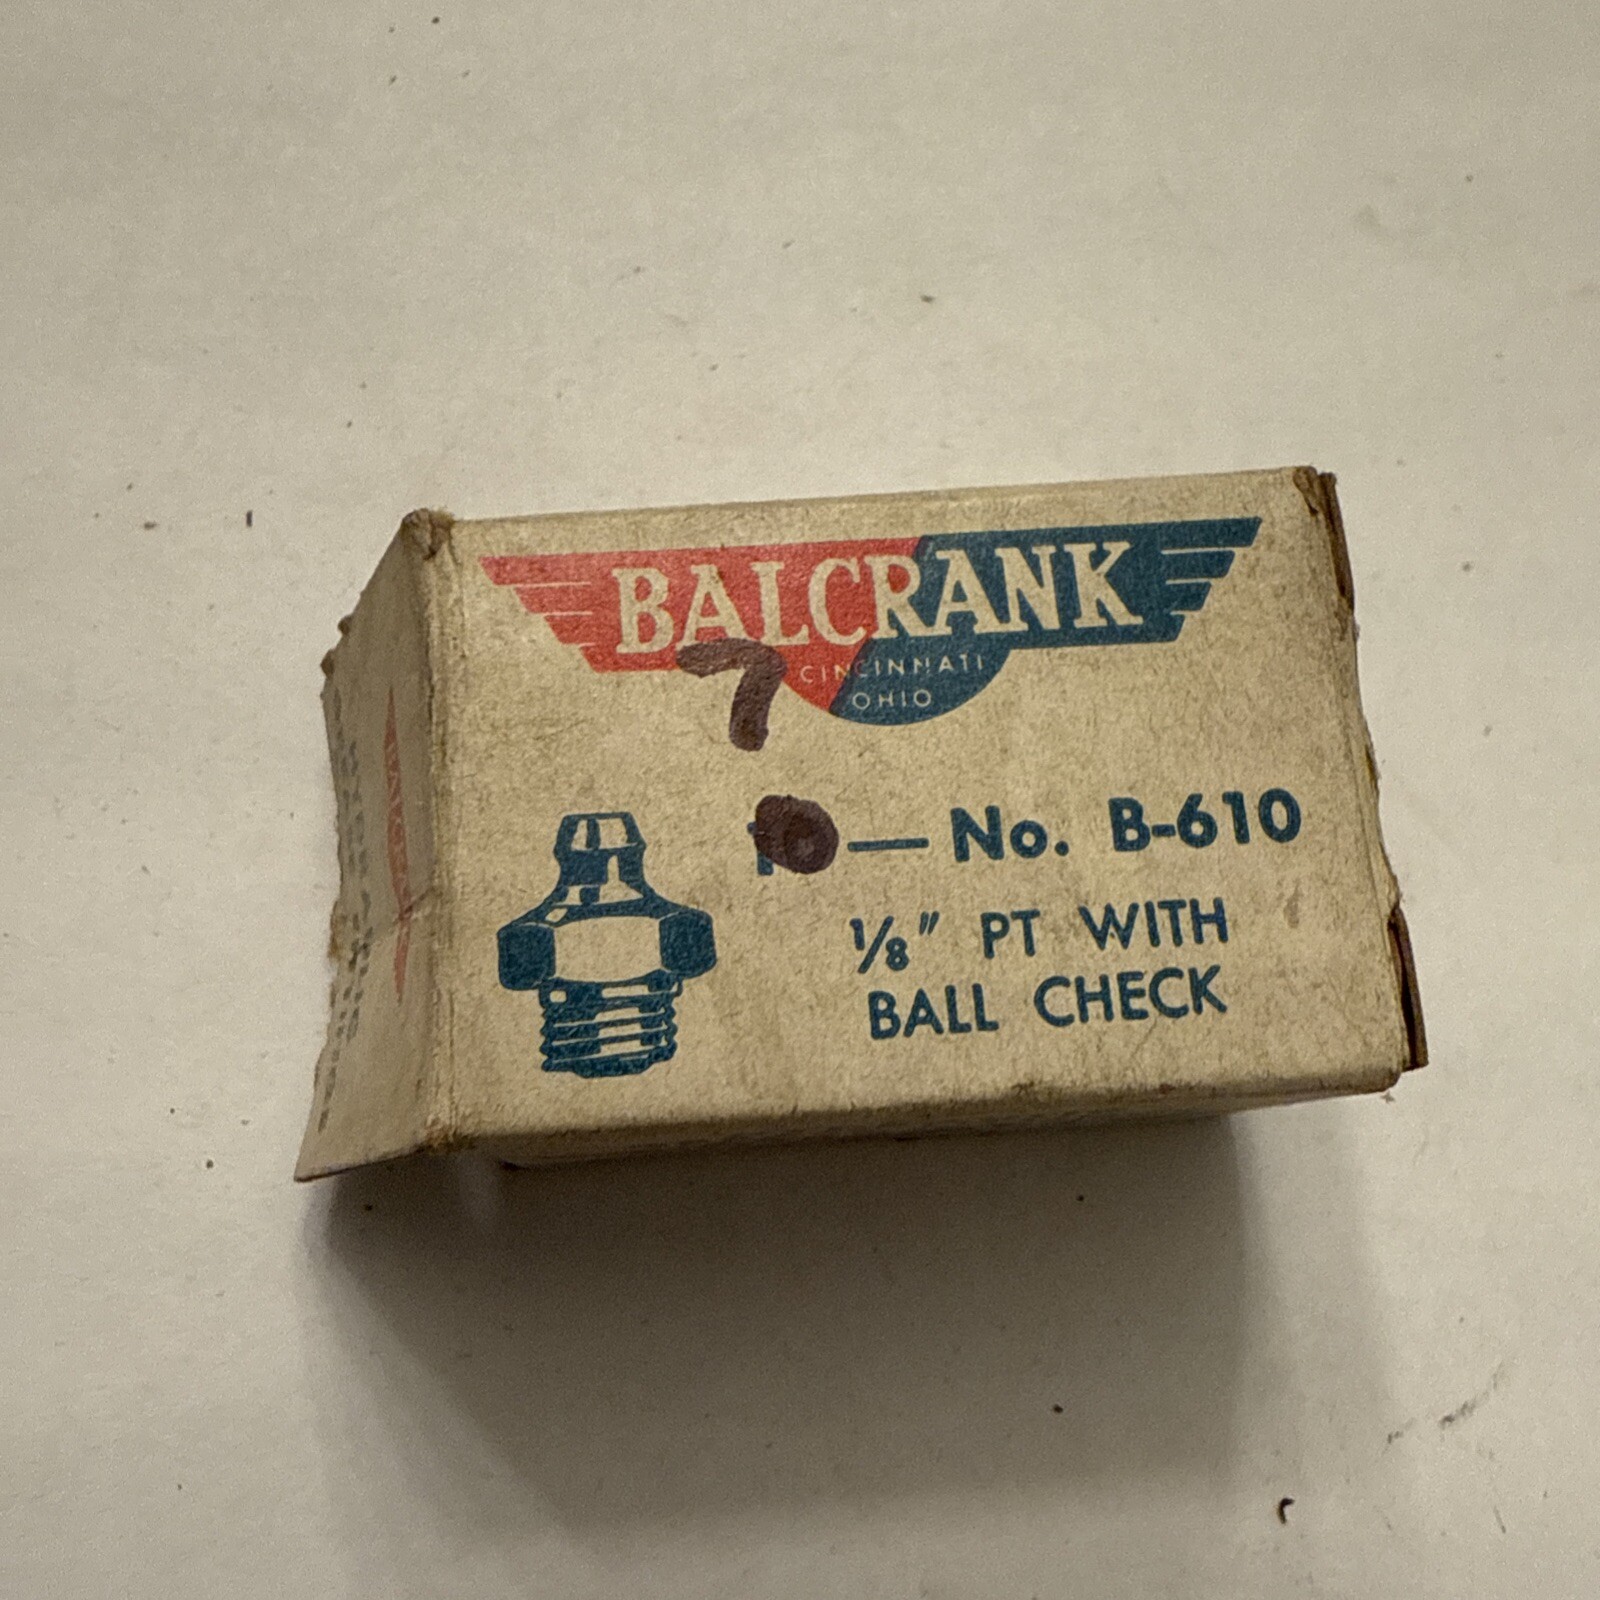 BALCRANK
CINCINNATI
OHIO
7
— No. B-610
1/8" PT WITH
BALL CHECK